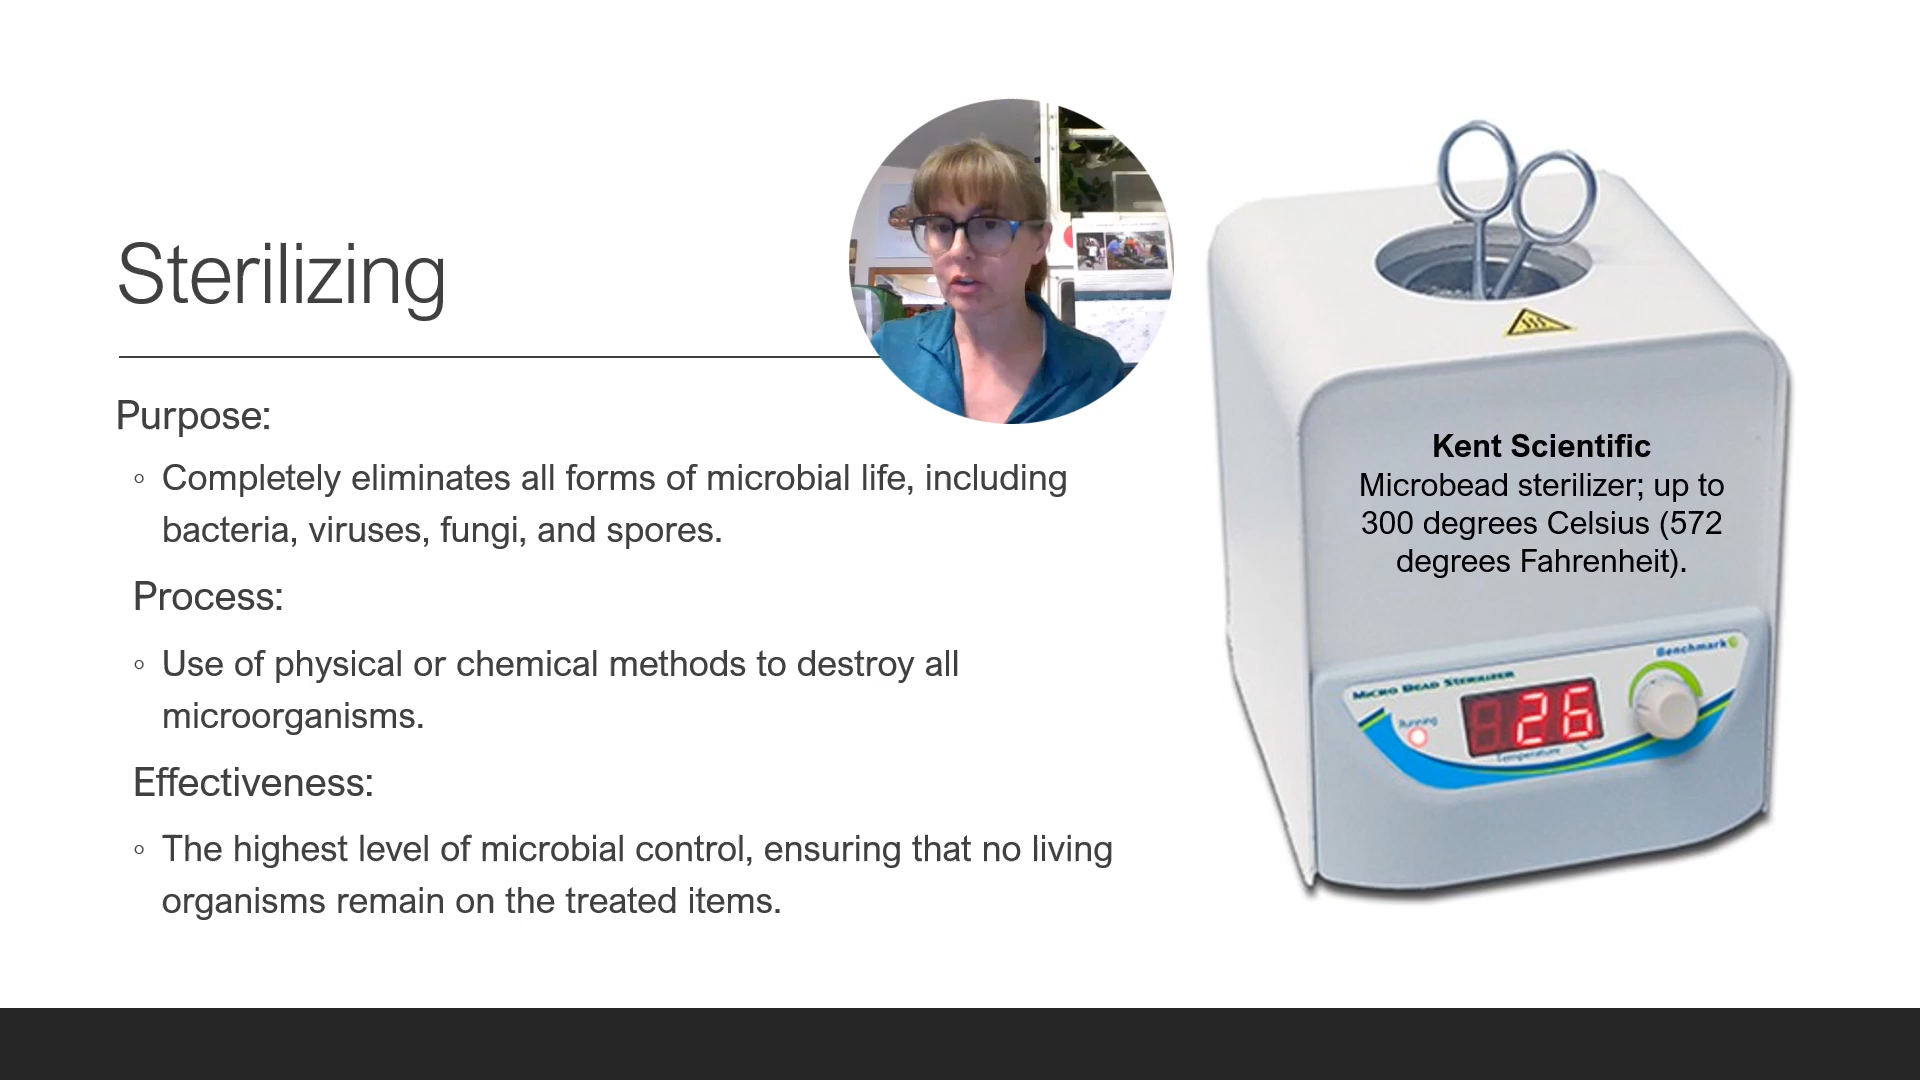 Sterilizing
Purpose:
◦ Completely eliminates all forms of microbial life, including
bacteria, viruses, fungi, and spores.
Process:
◦ Use of physical or chemical methods to destroy all
microorganisms.
Effectiveness:
◦ The highest level of microbial control, ensuring that no living
organisms remain on the treated items.
Kent Scientific
Microbead sterilizer; up to
300 degrees Celsius (572
degrees Fahrenheit).
Benchmark
Micro Bead Sterilizer
Running
26
Temperature °C